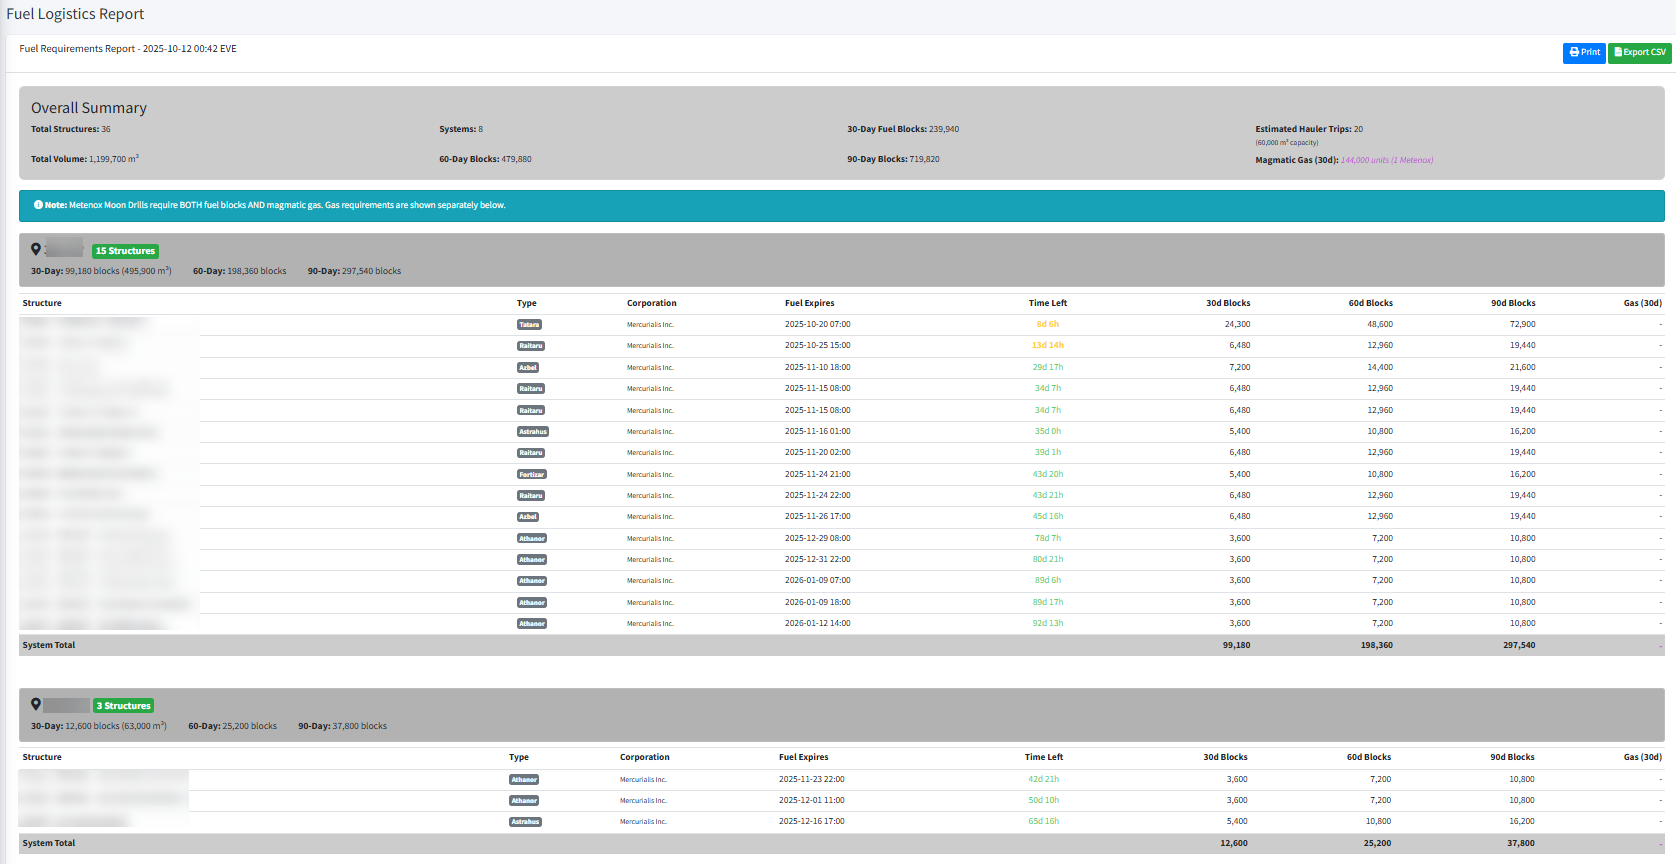 Fuel Logistics Report
Fuel Requirements Report - 2025-10-12 00:42 EVE
Print Export CSV
Overall Summary
Total Structures: 36 Systems: 8 30-Day Fuel Blocks: 239,940 Estimated Hauler Trips: 20
(60,000 m³ capacity)
Total Volume: 1,199,700 m³ 60-Day Blocks: 479,880 90-Day Blocks: 719,820 Magmatic Gas (30d): 144,000 units (1 Metenox)
Note: Metenox Moon Drills require BOTH fuel blocks AND magmatic gas. Gas requirements are shown separately below.
15 Structures
30-Day: 99,180 blocks (495,900 m³) 60-Day: 198,360 blocks 90-Day: 297,540 blocks
Structure Type Corporation Fuel Expires Time Left 30d Blocks 60d Blocks 90d Blocks Gas (30d)
Tatara Mercurialis Inc. 2025-10-20 07:00 8d 6h 24,300 48,600 72,900 -
Raitaru Mercurialis Inc. 2025-10-25 15:00 13d 14h 6,480 12,960 19,440 -
Azbel Mercurialis Inc. 2025-11-10 18:00 29d 17h 7,200 14,400 21,600 -
Raitaru Mercurialis Inc. 2025-11-15 08:00 34d 7h 6,480 12,960 19,440 -
Raitaru Mercurialis Inc. 2025-11-15 08:00 34d 7h 6,480 12,960 19,440 -
Astrahus Mercurialis Inc. 2025-11-16 01:00 35d 0h 5,400 10,800 16,200 -
Raitaru Mercurialis Inc. 2025-11-20 02:00 39d 1h 6,480 12,960 19,440 -
Fortizar Mercurialis Inc. 2025-11-24 21:00 43d 20h 5,400 10,800 16,200 -
Raitaru Mercurialis Inc. 2025-11-24 22:00 43d 21h 6,480 12,960 19,440 -
Azbel Mercurialis Inc. 2025-11-26 17:00 45d 16h 6,480 12,960 19,440 -
Athanor Mercurialis Inc. 2025-12-29 08:00 78d 7h 3,600 7,200 10,800 -
Athanor Mercurialis Inc. 2025-12-31 22:00 80d 21h 3,600 7,200 10,800 -
Athanor Mercurialis Inc. 2026-01-09 07:00 89d 6h 3,600 7,200 10,800 -
Athanor Mercurialis Inc. 2026-01-09 18:00 89d 17h 3,600 7,200 10,800 -
Athanor Mercurialis Inc. 2026-01-12 14:00 92d 13h 3,600 7,200 10,800 -
System Total 99,180 198,360 297,540 -
3 Structures
30-Day: 12,600 blocks (63,000 m³) 60-Day: 25,200 blocks 90-Day: 37,800 blocks
Structure Type Corporation Fuel Expires Time Left 30d Blocks 60d Blocks 90d Blocks Gas (30d)
Athanor Mercurialis Inc. 2025-11-23 22:00 42d 21h 3,600 7,200 10,800 -
Athanor Mercurialis Inc. 2025-12-01 11:00 50d 10h 3,600 7,200 10,800 -
Astrahus Mercurialis Inc. 2025-12-16 17:00 65d 16h 5,400 10,800 16,200 -
System Total 12,600 25,200 37,800 -